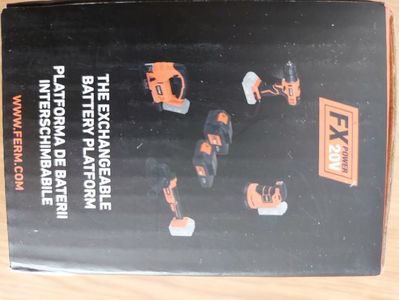 FX
POWER
20V
THE EXCHANGEABLE
BATTERY PLATFORM
PLATFORMA DE BATERII
INTERSCHIMBABILE
WWW.FERM.COM